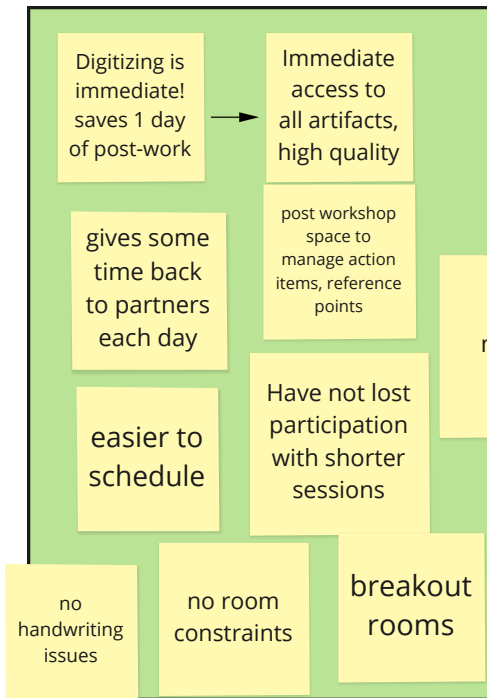 Digitizing is
immediate!
saves 1 day
of post-work
Immediate
access to
all artifacts,
high quality
gives some
time back
to partners
each day
post workshop
space to
manage action
items, reference
points
easier to
schedule
Have not lost
participation
with shorter
sessions
no
handwriting
issues
no room
constraints
breakout
rooms